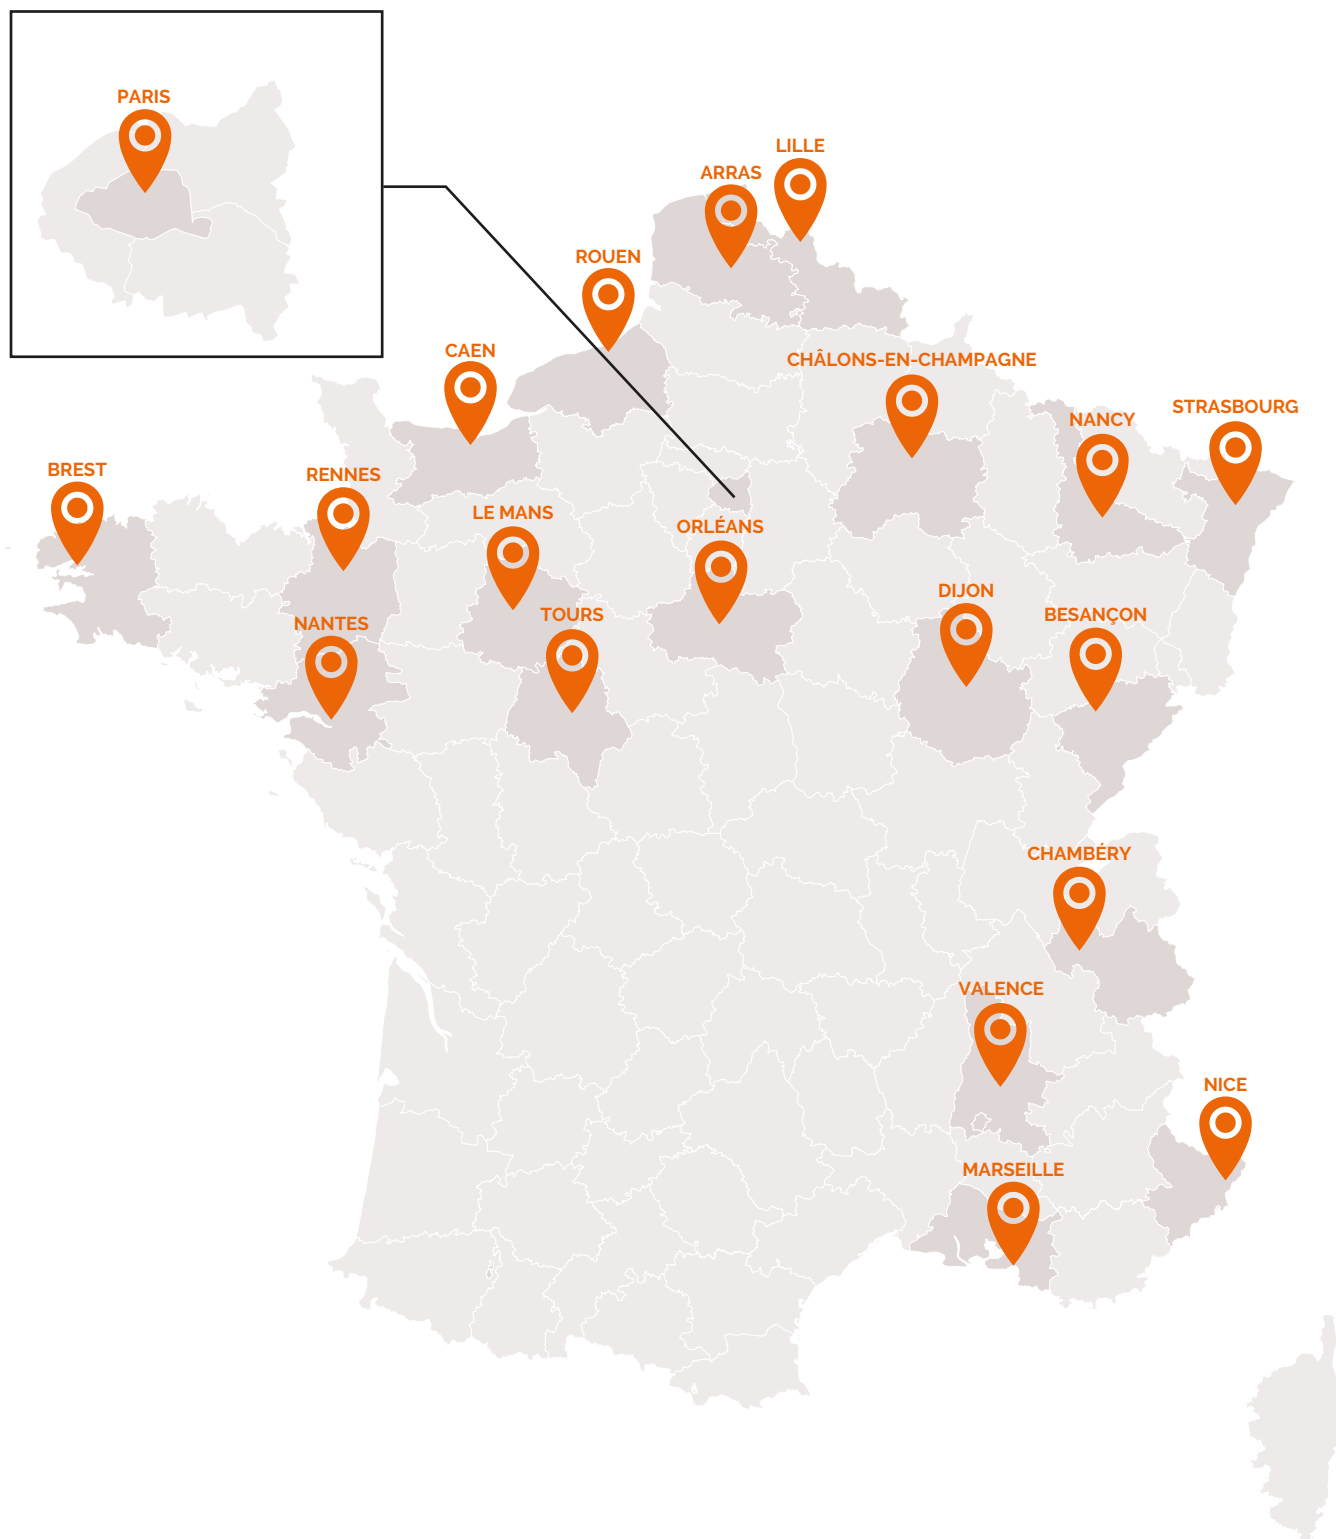 PARIS
LILLE
ARRAS
ROUEN
CAEN
CHÂLONS-EN-CHAMPAGNE
STRASBOURG
NANCY
BREST
RENNES
LE MANS
ORLÉANS
DIJON
TOURS
BESANÇON
NANTES
CHAMBÉRY
VALENCE
NICE
MARSEILLE